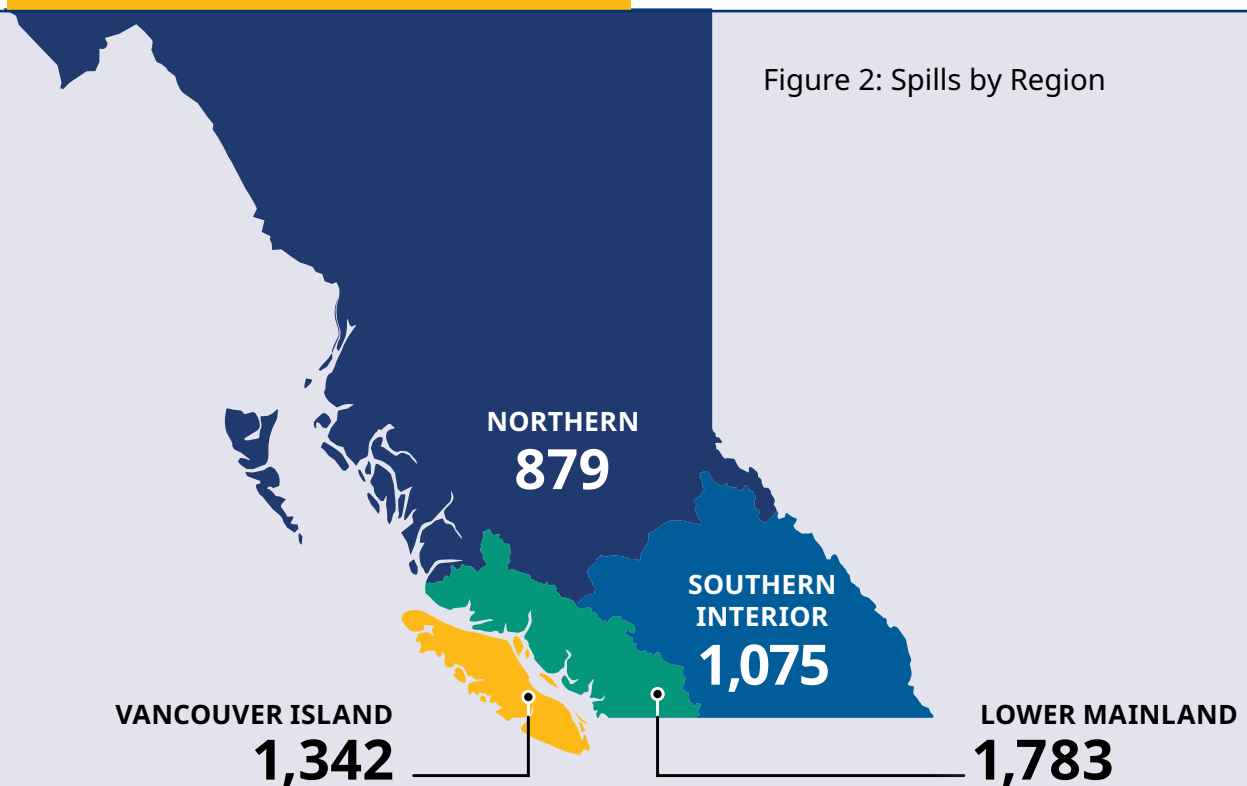 Figure 2: Spills by Region
NORTHERN
879
SOUTHERN
INTERIOR
1,075
VANCOUVER ISLAND
1,342
LOWER MAINLAND
1,783